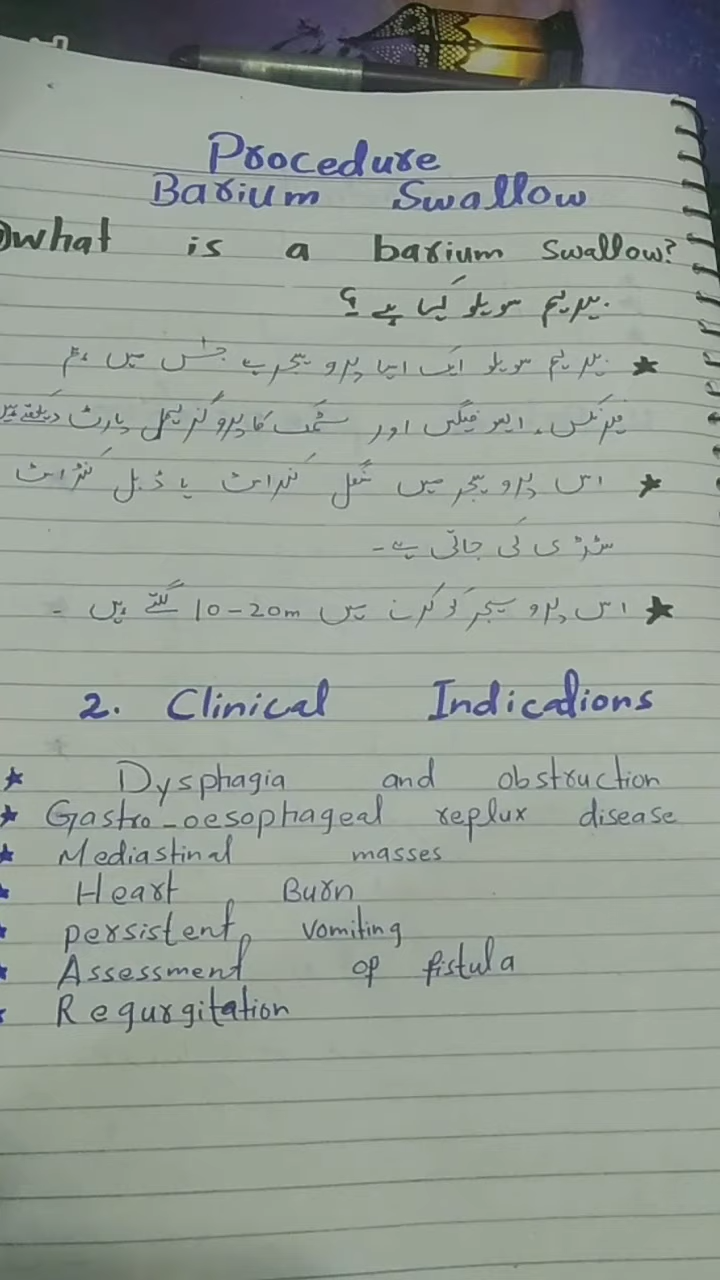 Procedure
Barium Swallow
What is a barium Swallow?
بیریم سویلو کیا ہے؟
★ بیریم سویلو ایک ایسا پروسیجر ہے جس میں ہم
فیرنکس، ایسوفیگس اور سٹمک کا پروگزیمل پارٹ دیکھتے ہیں
★ اس پروسیجر میں سنگل کنٹراسٹ یا ڈبل کنٹراسٹ
سٹڈی کی جاتی ہے۔
★ اس پروسیجر کو کرنے میں 10-20m لگتے ہیں۔
2. Clinical Indications
★ Dysphagia and obstruction
★ Gastro-oesophageal replux disease
★ Mediastinal masses
★ Heart Burn
★ persistent vomiting
★ Assessment op fistula
★ Regurgitation